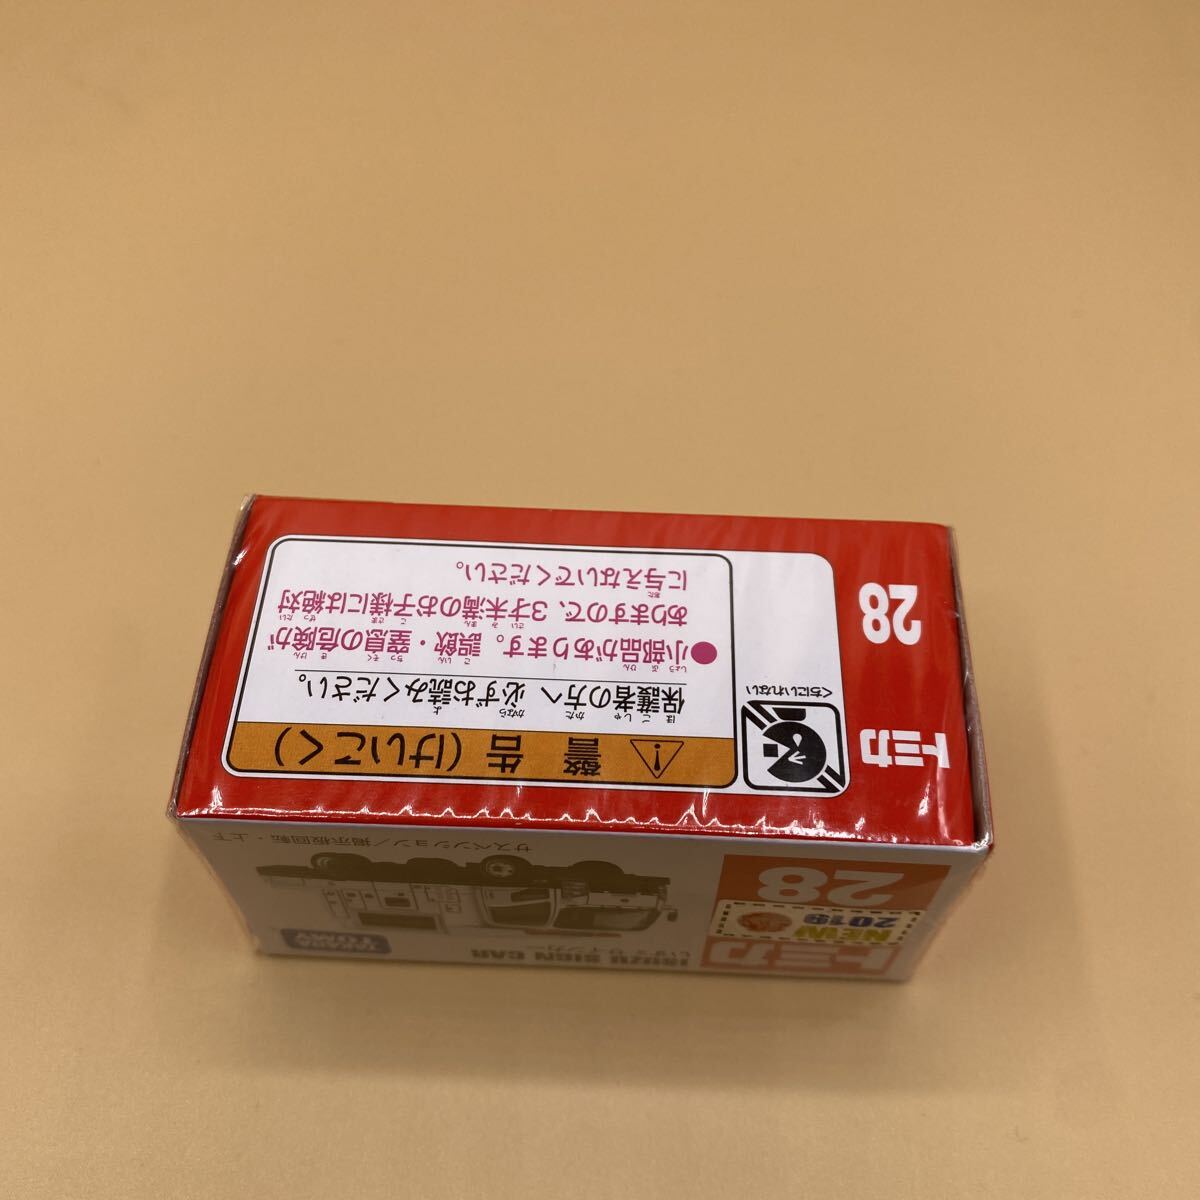 トミカ
28
警告(けいこく)
保護者の方へ 必ずお読みください。
●小部品があります。誤飲・窒息の危険が
ありますので、3才未満のお子様には絶対
に与えないでください。
くちにいれない
トミカ
NEW
2019
28
いすゞ サインカー
ISUZU SIGN CAR
TAKARA
TOMY
サスペンション/掲示板回転・上下